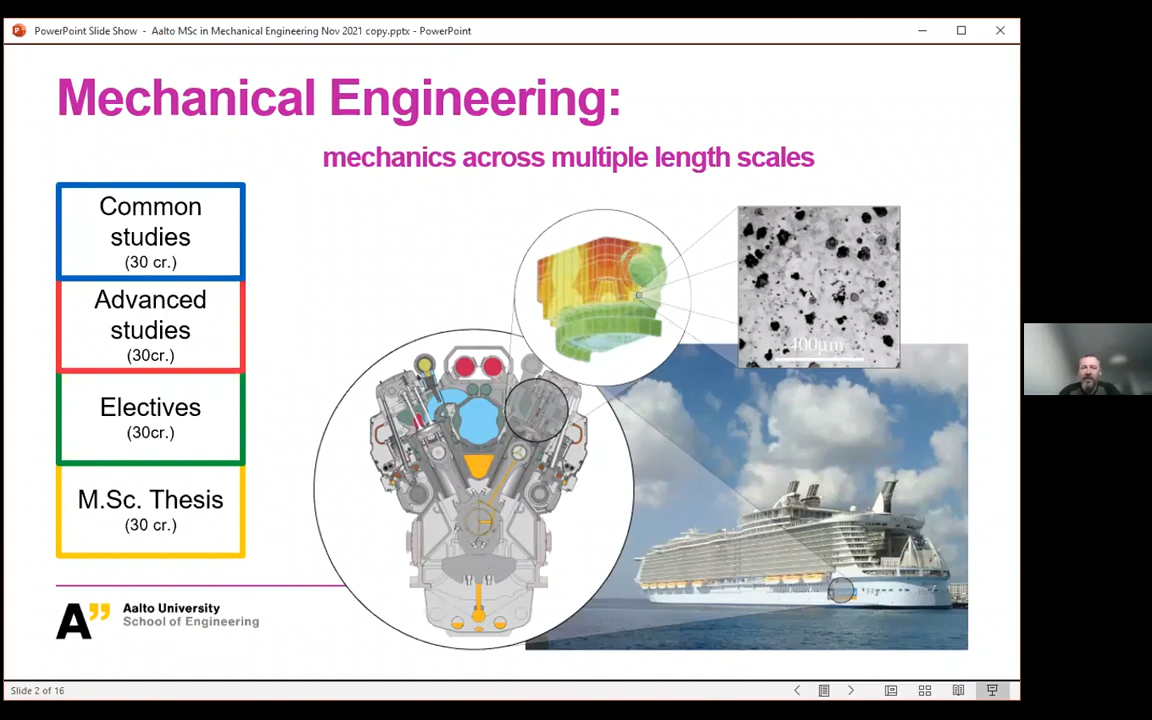 PowerPoint Slide Show - Aalto MSc in Mechanical Engineering Nov 2021 copy.pptx - PowerPoint
Mechanical Engineering:
mechanics across multiple length scales
Common
studies
(30 cr.)
Advanced
studies
(30cr.)
Electives
(30cr.)
M.Sc. Thesis
(30 cr.)
400μm
A”
Aalto University
School of Engineering
Slide 2 of 16